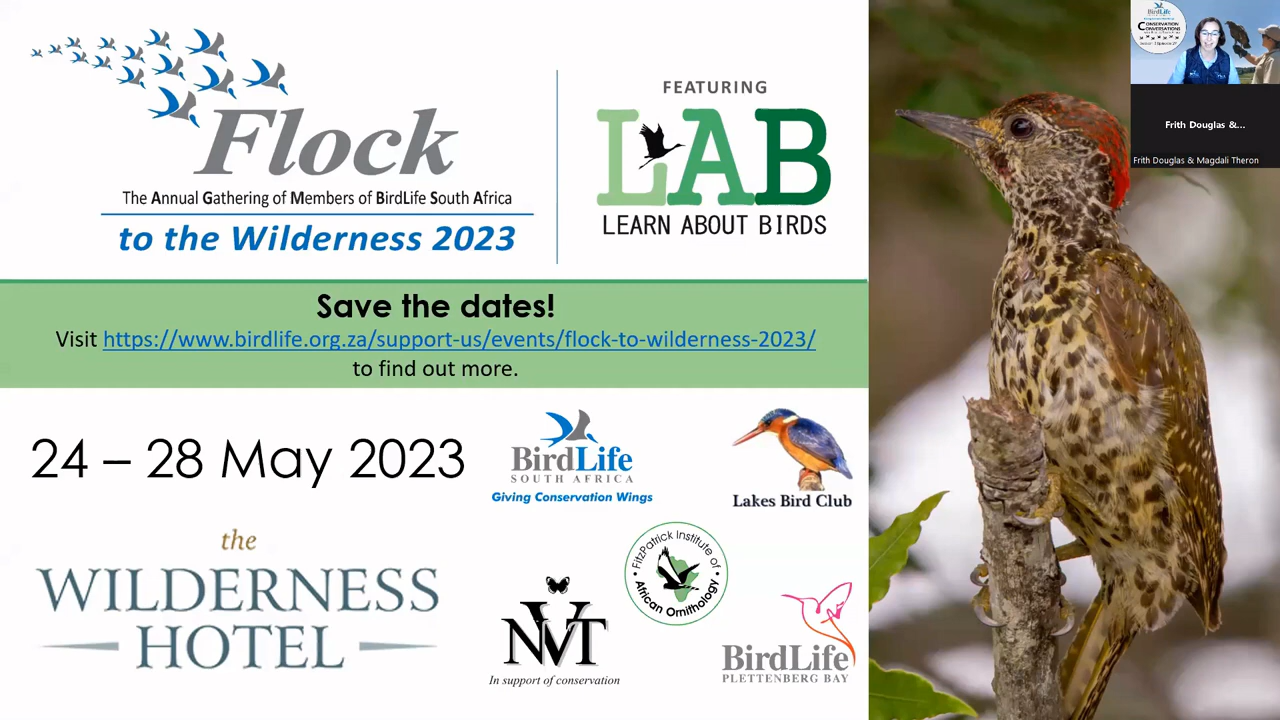 Flock
The Annual Gathering of Members of BirdLife South Africa
to the Wilderness 2023
FEATURING
LAB
LEARN ABOUT BIRDS
Save the dates!
Visit https://www.birdlife.org.za/support-us/events/flock-to-wilderness-2023/
to find out more.
24 – 28 May 2023
BirdLife
SOUTH AFRICA
Giving Conservation Wings
Lakes Bird Club
the
WILDERNESS
HOTEL
NVT
In support of conservation
FitzPatrick Institute of
African Ornithology
BirdLife
PLETTENBERG BAY
BirdLife
CONSERVATION
CONVERSATIONS
Frith Douglas &...
Frith Douglas & Magdali Theron